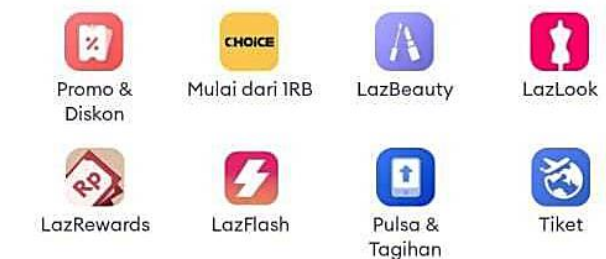 CHOICE
Promo &
Diskon
Mulai dari 1RB
LazBeauty
LazLook
Rp
LazRewards
LazFlash
Pulsa &
Tagihan
Tiket